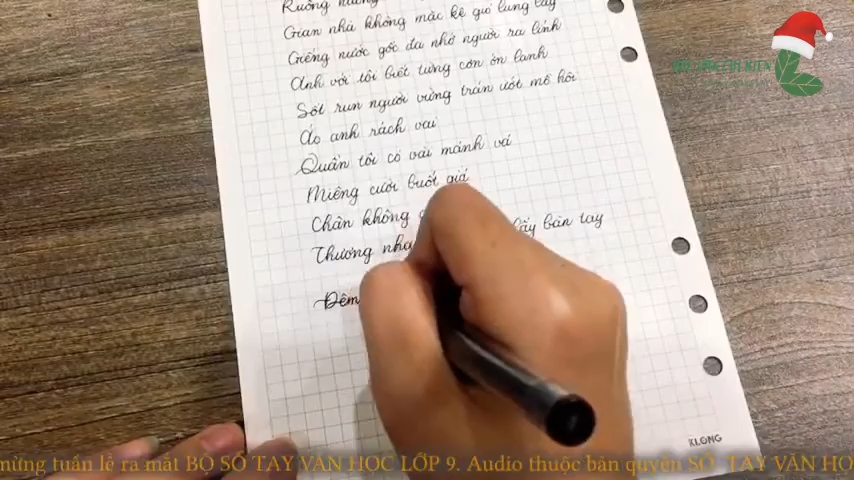 Ruộng nương
Gian nhà không mặc kệ gió lung lay
Giếng nước gốc đa nhớ người ra lính
Anh với tôi biết từng cơn ớn lạnh
Sốt run người vừng trán ướt mồ hôi
Áo anh rách vai
Quần tôi có vài mảnh vá
Miệng cười buốt giá
Chân không
bàn tay
Thương nhau
Đêm
KLONG
mừng tuần lễ ra mắt BỘ SỔ TAY VĂN HỌC LỚP 9. Audio thuộc bản quyền SỔ TAY VĂN HỌ